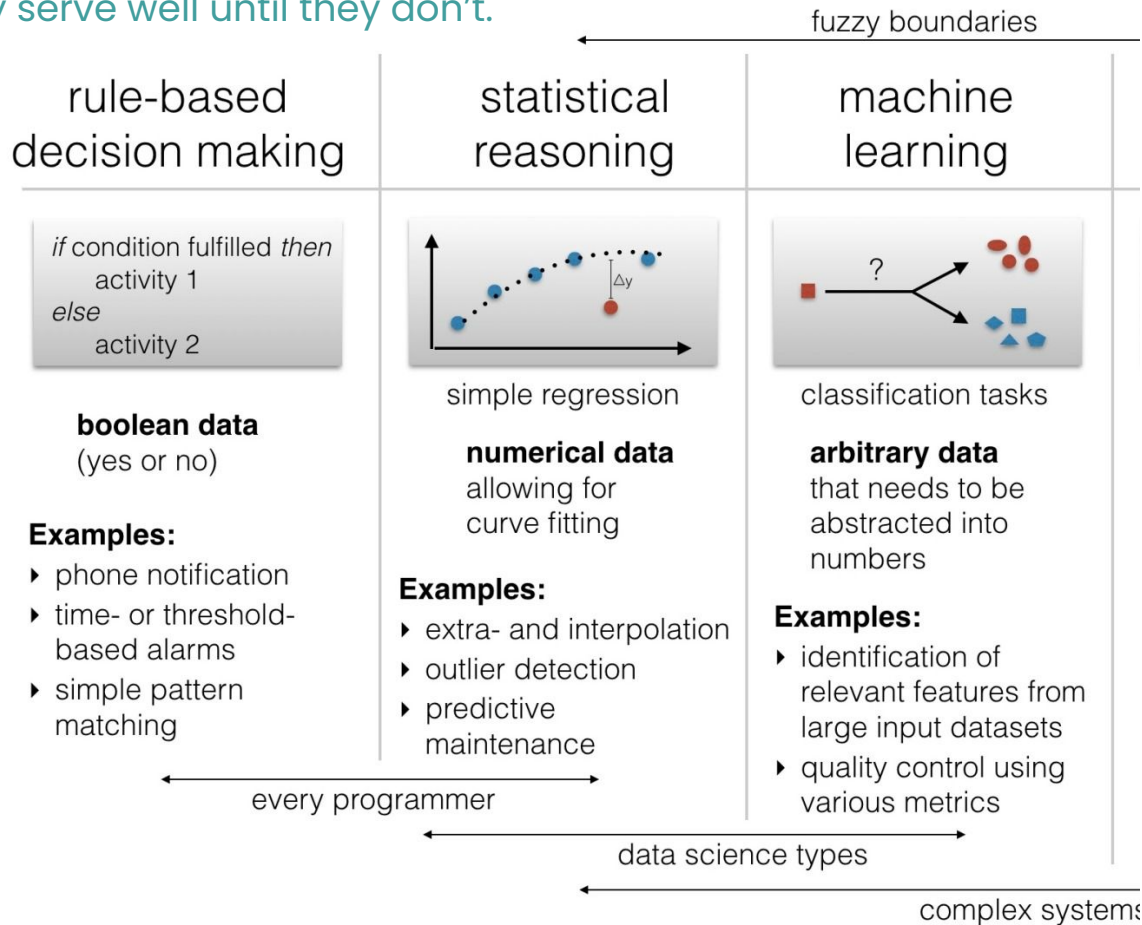 y serve well until they don't.
fuzzy boundaries
rule-based
decision making
statistical
reasoning
machine
learning
if condition fulfilled then
activity 1
else
activity 2
boolean data
(yes or no)
Examples:
‣ phone notification
‣ time- or threshold-
based alarms
‣ simple pattern
matching
Δy
simple regression
numerical data
allowing for
curve fitting
Examples:
‣ extra- and interpolation
‣ outlier detection
‣ predictive
maintenance
?
classification tasks
arbitrary data
that needs to be
abstracted into
numbers
Examples:
‣ identification of
relevant features from
large input datasets
‣ quality control using
various metrics
every programmer
data science types
complex systems